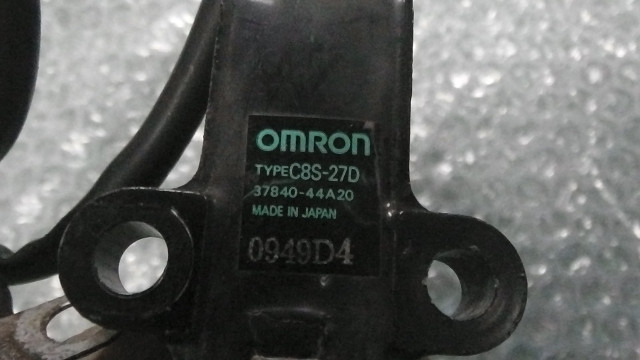 OMRON
TYPE C8S-27D
37840-44A20
MADE IN JAPAN
0949D4